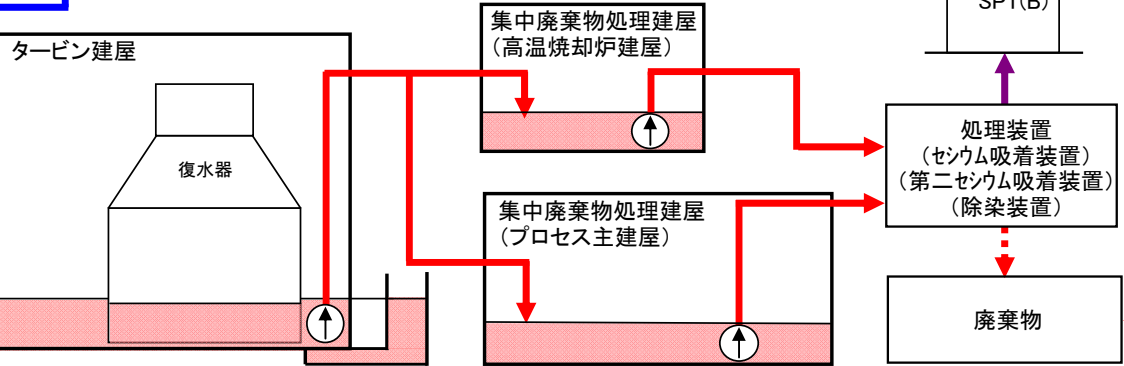 タービン建屋
復水器
集中廃棄物処理建屋
(高温焼却炉建屋)
集中廃棄物処理建屋
(プロセス主建屋)
SPT(B)
処理装置
(セシウム吸着装置)
(第二セシウム吸着装置)
(除染装置)
廃棄物